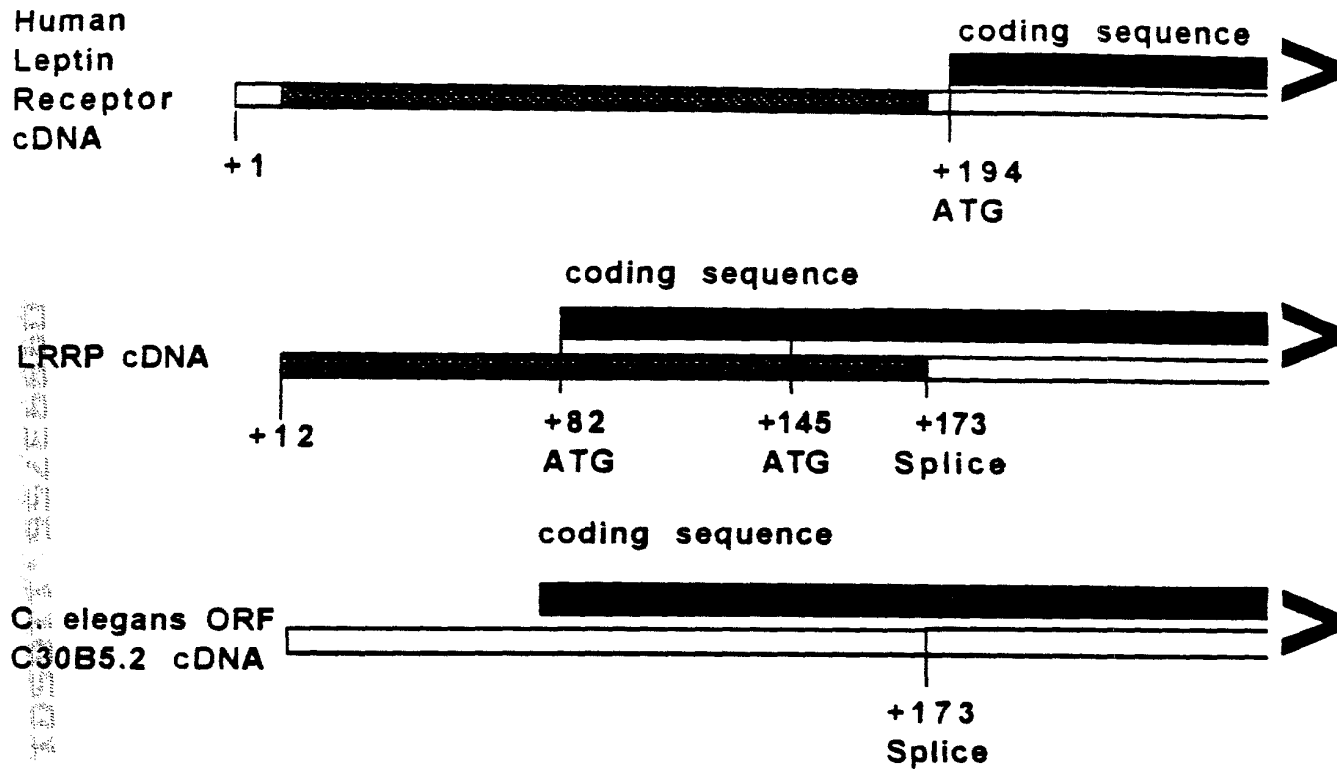 Human
Leptin
Receptor
cDNA
coding sequence
+1
+194
ATG
coding sequence
LRRP cDNA
+12
+82
ATG
+145
ATG
+173
Splice
coding sequence
C. elegans ORF
C30B5.2 cDNA
+173
Splice